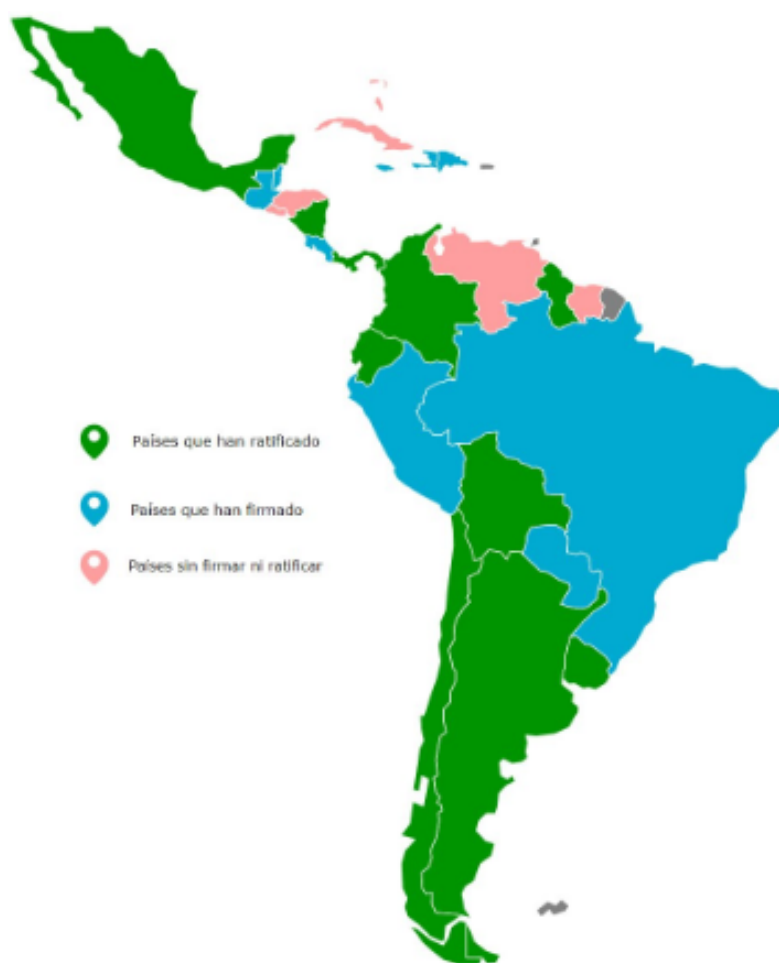 Países que han ratificado
Países que han firmado
Países sin firmar ni ratificar